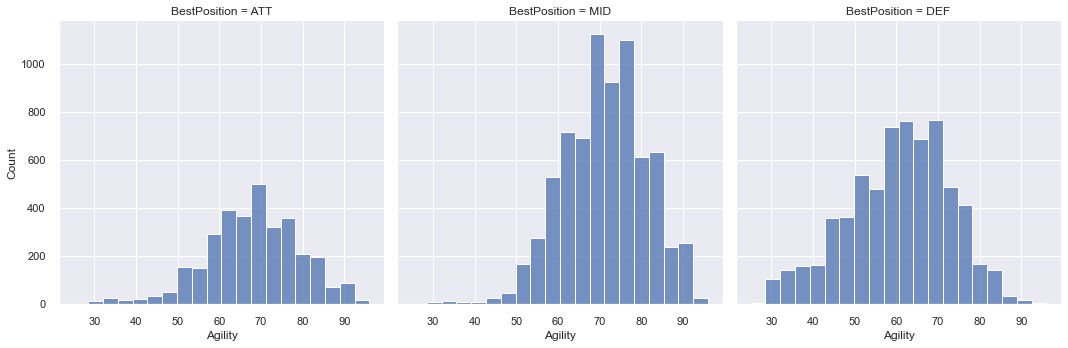 BestPosition = ATT
BestPosition = MID
BestPosition = DEF
Count
1000
800
600
400
200
0
30 40 50 60 70 80 90
30 40 50 60 70 80 90
30 40 50 60 70 80 90
Agility
Agility
Agility